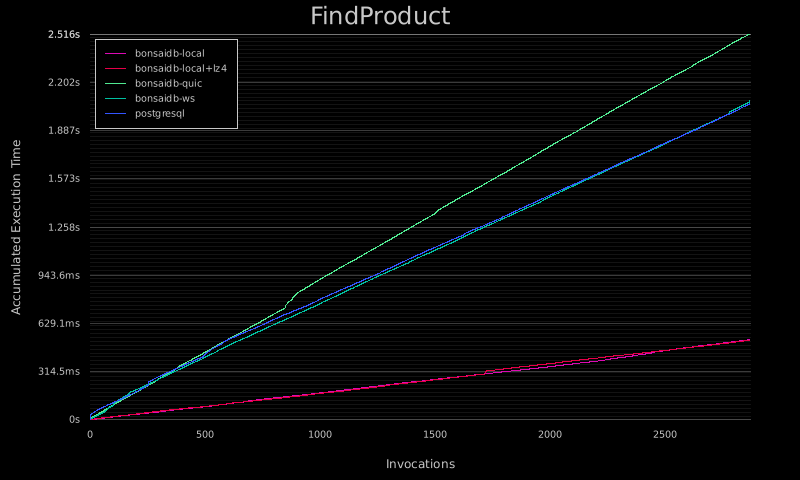 FindProduct
2.516s
2.202s
1.887s
1.573s
1.258s
943.6ms
629.1ms
314.5ms
0s
Accumulated Execution Time
bonsaidb-local
bonsaidb-local+lz4
bonsaidb-quic
bonsaidb-ws
postgresql
0 500 1000 1500 2000 2500
Invocations